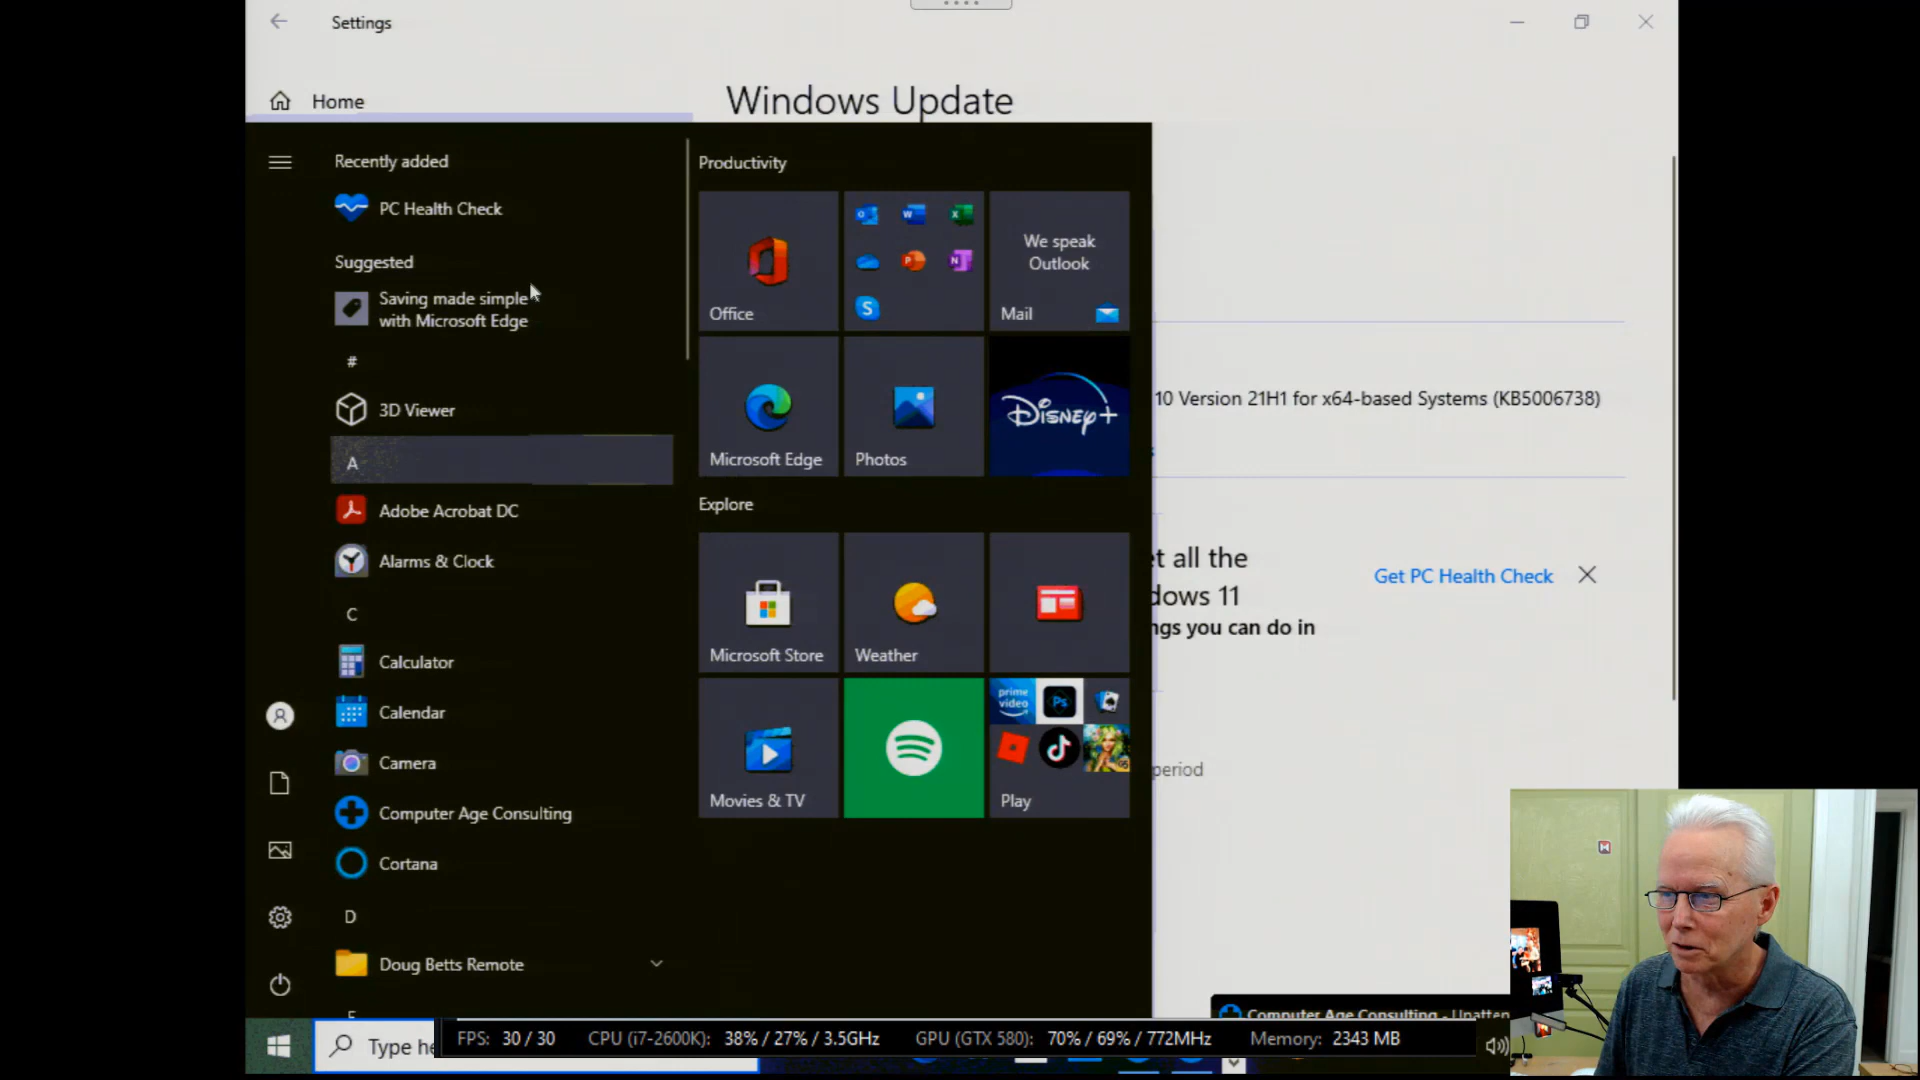 Settings
Home
Windows Update
Recently added
PC Health Check
Suggested
Saving made simple
with Microsoft Edge
#
3D Viewer
A
Adobe Acrobat DC
Alarms & Clock
C
Calculator
Calendar
Camera
Computer Age Consulting
Cortana
D
Doug Betts Remote
Productivity
Office
We speak
Outlook
Mail
Microsoft Edge
Photos
Disney+
Explore
Microsoft Store
Weather
Movies & TV
prime
video
Ps
Play
10 Version 21H1 for x64-based Systems (KB5006738)
et all the
dows 11
ngs you can do in
Get PC Health Check
period
Computer Age Consulting - Unatten
Type he
FPS: 30 / 30 CPU (i7-2600K): 38% / 27% / 3.5GHz GPU (GTX 580): 70% / 69% / 772MHz Memory: 2343 MB